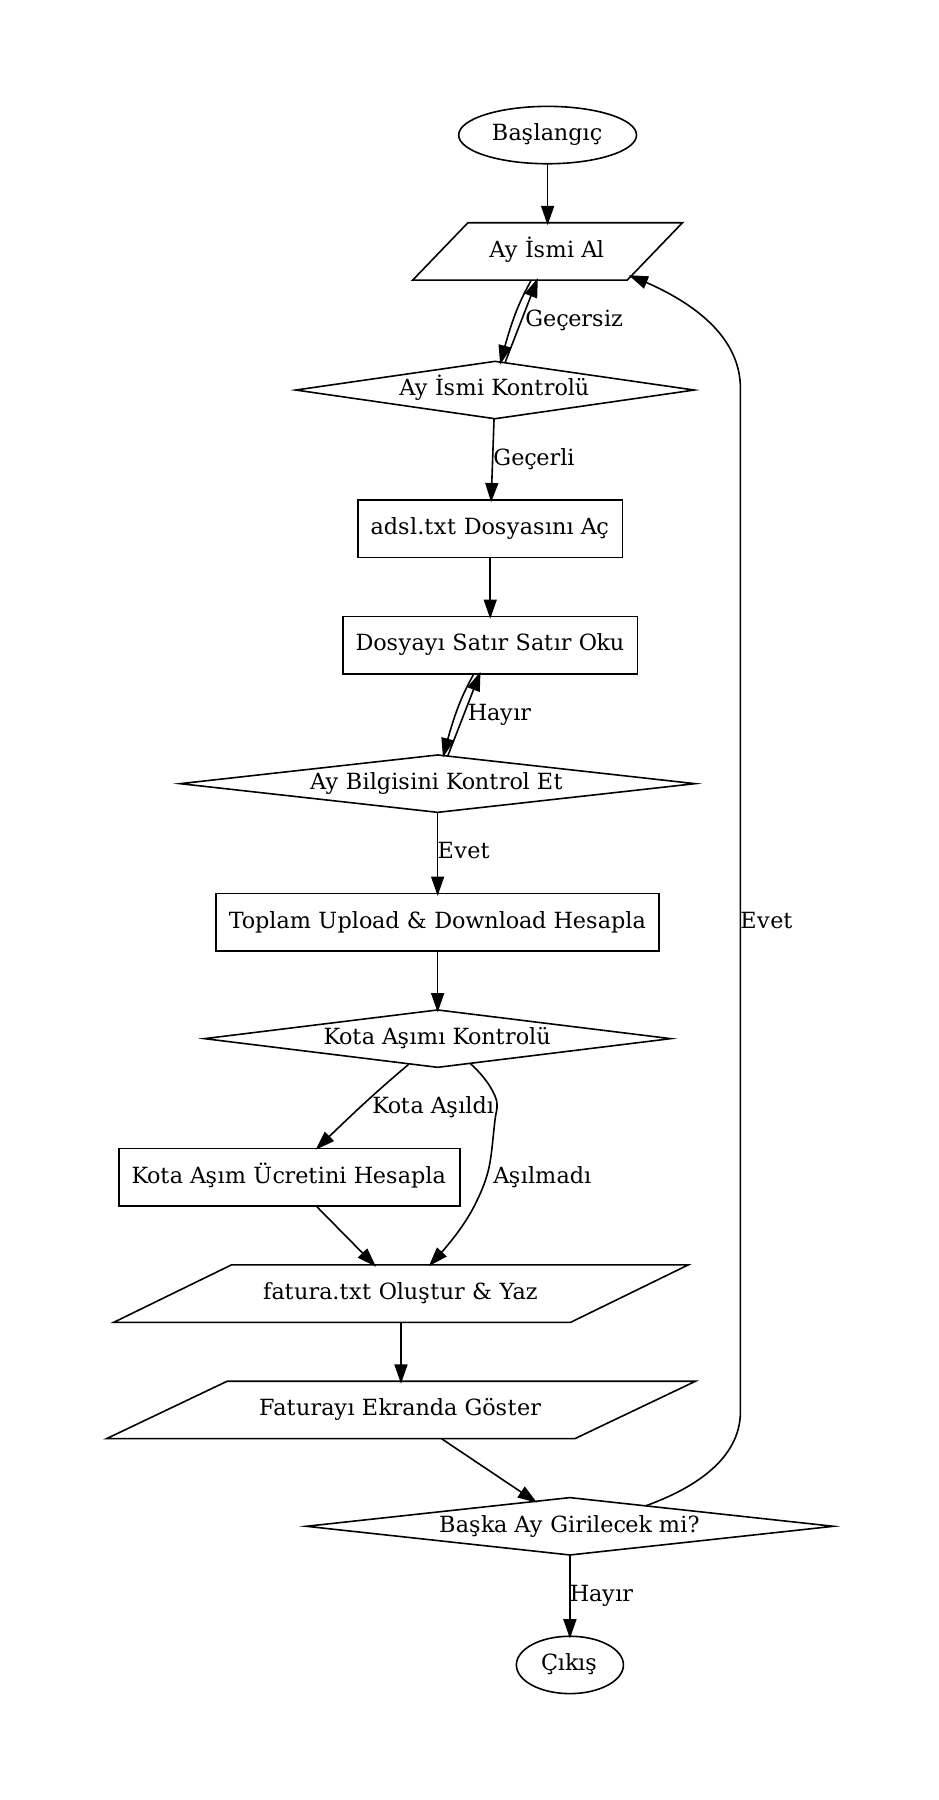 Başlangıç
Ay İsmi Al
Geçersiz
Ay İsmi Kontrolü
Geçerli
adsl.txt Dosyasını Aç
Dosyayı Satır Satır Oku
Hayır
Ay Bilgisini Kontrol Et
Evet
Toplam Upload & Download Hesapla
Evet
Kota Aşımı Kontrolü
Kota Aşıldı
Kota Aşım Ücretini Hesapla
Aşılmadı
fatura.txt Oluştur & Yaz
Faturayı Ekranda Göster
Başka Ay Girilecek mi?
Hayır
Çıkış